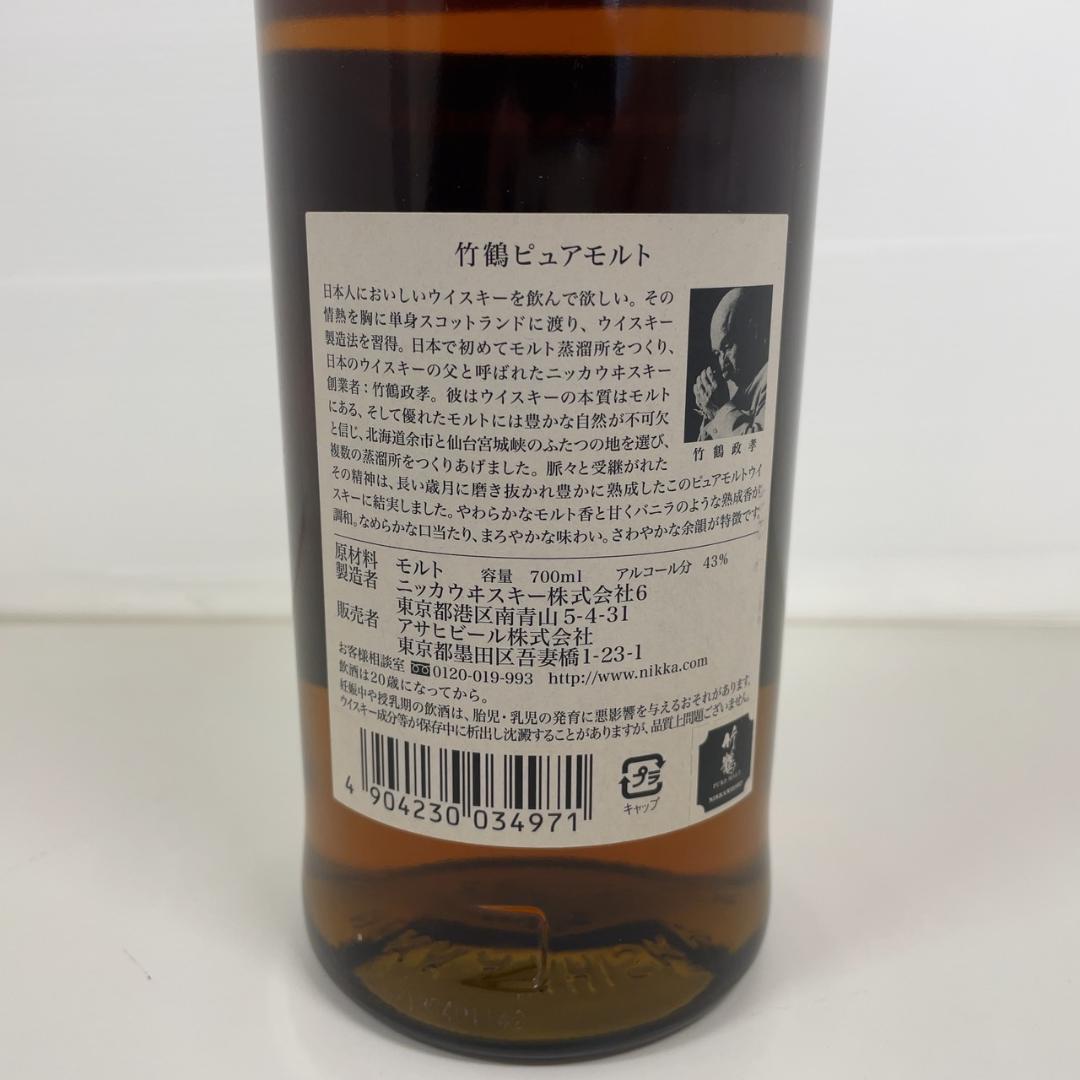 竹鶴ピュアモルト
日本人においしいウイスキーを飲んで欲しい。その
情熱を胸に単身スコットランドに渡り、ウイスキー
製造法を習得。日本で初めてモルト蒸溜所をつくり、
日本のウイスキーの父と呼ばれたニッカウヰスキー
創業者：竹鶴政孝。彼はウイスキーの本質はモルト
にある、そして優れたモルトには豊かな自然が不可欠
と信じ、北海道余市と仙台宮城峡のふたつの地を選び、
複数の蒸溜所をつくりあげました。脈々と受継がれた
その精神は、長い歳月に磨き抜かれ豊かに熟成したこのピュアモルトウイ
スキーに結実しました。やわらかなモルト香と甘くバニラのような熟成香が
調和。なめらかな口当たり、まろやかな味わい。さわやかな余韻が特徴です。
竹鶴政孝
原材料 モルト 容量 700ml アルコール分 43%
製造者 ニッカウヰスキー株式会社6
東京都港区南青山5-4-31
販売者 アサヒビール株式会社
東京都墨田区吾妻橋1-23-1
お客様相談室 0120-019-993 http://www.nikka.com
飲酒は20歳になってから。
妊娠中や授乳期の飲酒は、胎児・乳児の発育に悪影響を与えるおそれがあります。
ウイスキー成分等が保存中に析出し沈澱することがありますが、品質上問題ございません。
4 904230 034971
プラ
キャップ
竹鶴
PURE MALT